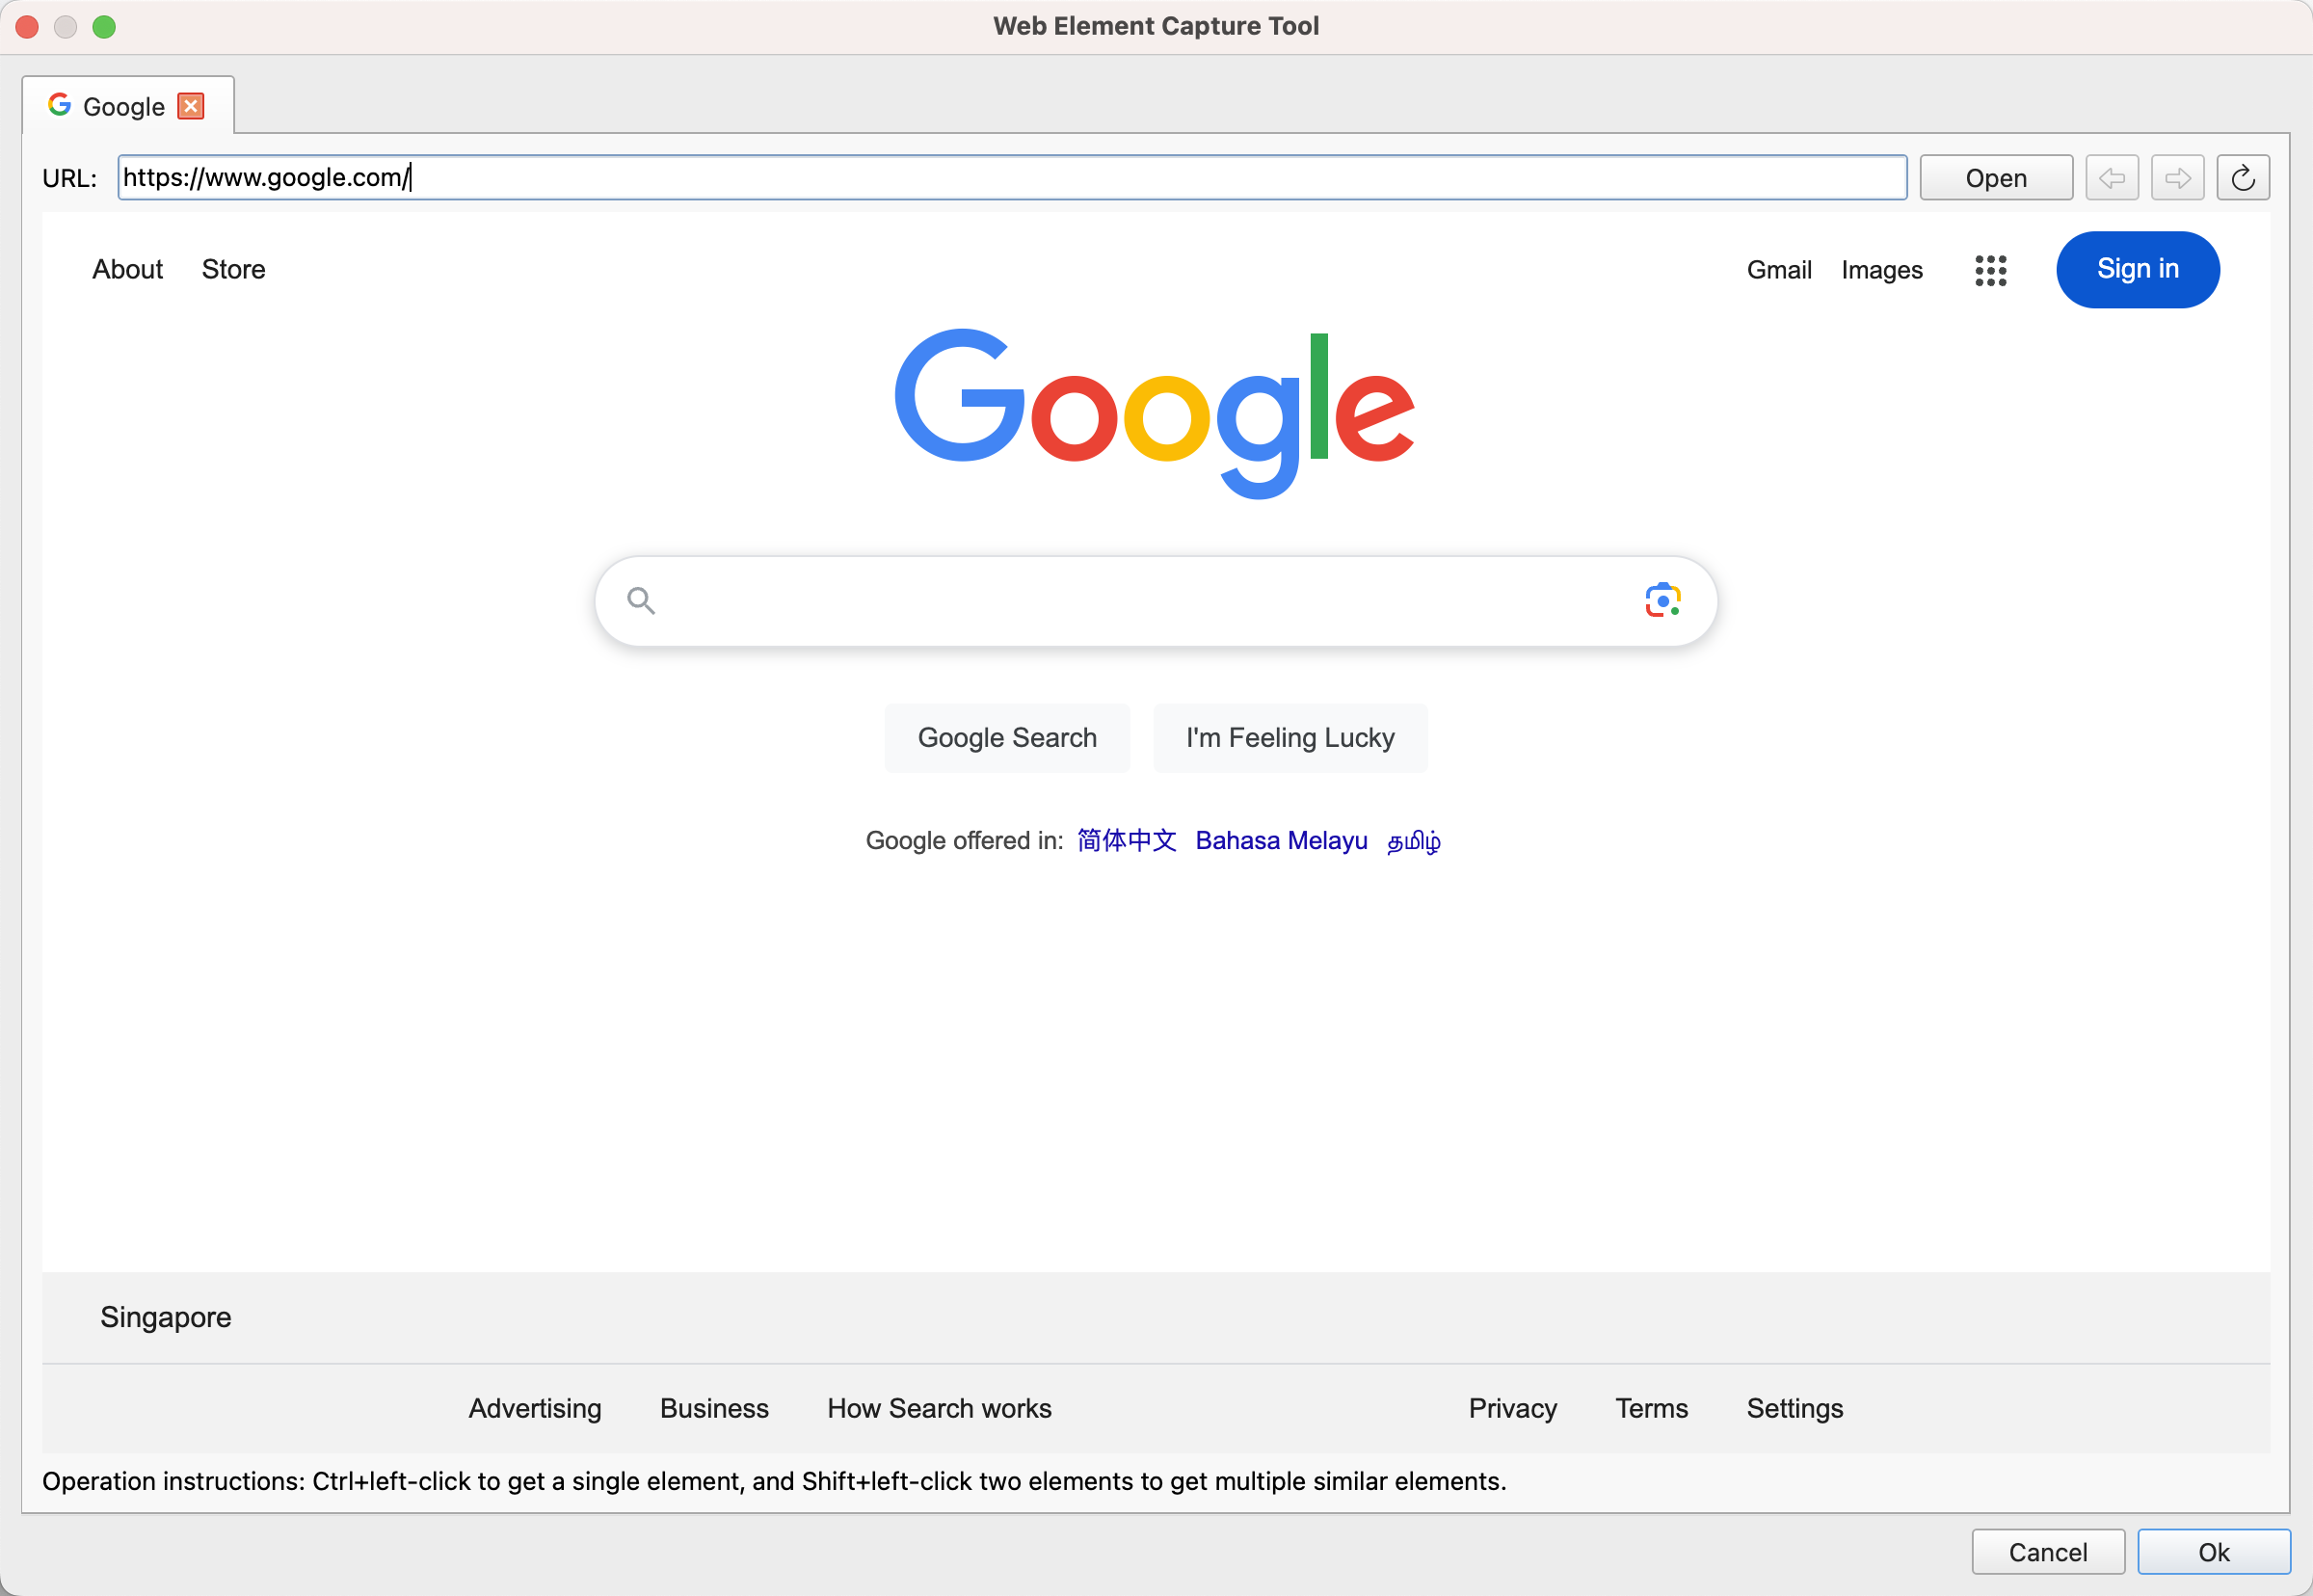 Web Element Capture Tool
Google
URL: https://www.google.com/ Open
About Store Gmail Images Sign in
Google
Google Search I'm Feeling Lucky
Google offered in: 简体中文 Bahasa Melayu தமிழ்
Singapore
Advertising Business How Search works Privacy Terms Settings
Operation instructions: Ctrl+left-click to get a single element, and Shift+left-click two elements to get multiple similar elements.
Cancel Ok